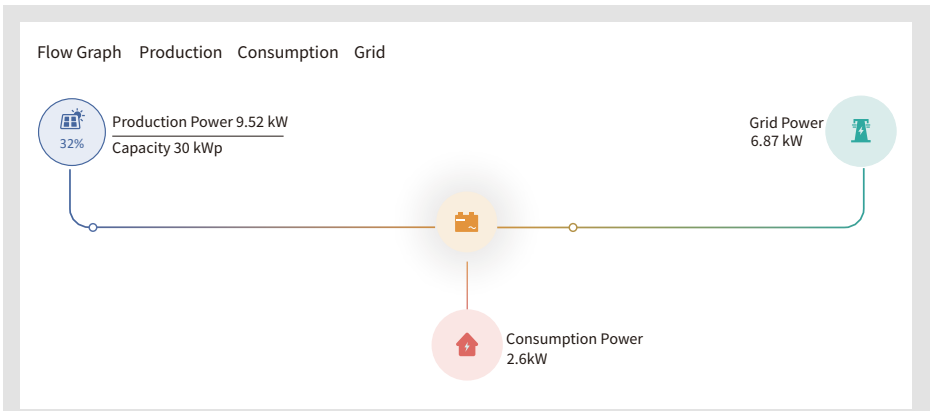 Flow Graph Production Consumption Grid
32%
Production Power 9.52 kW
Capacity 30 kWp
Grid Power
6.87 kW
Consumption Power
2.6kW